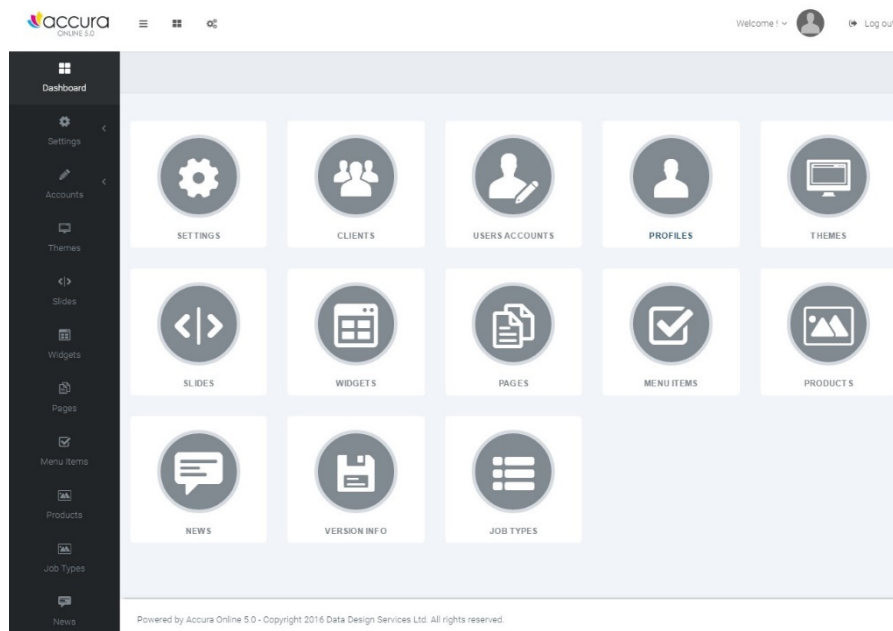 accura
ONLINE 5.0
Welcome !
Log out
Dashboard
Settings
Accounts
Themes
Slides
Widgets
Pages
Menu Items
Products
Job Types
News
SETTINGS
CLIENTS
USERS ACCOUNTS
PROFILES
THEMES
SLIDES
WIDGETS
PAGES
MENU ITEMS
PRODUCTS
NEWS
VERSION INFO
JOB TYPES
Powered by Accura Online 5.0 - Copyright 2016 Data Design Services Ltd. All rights reserved.